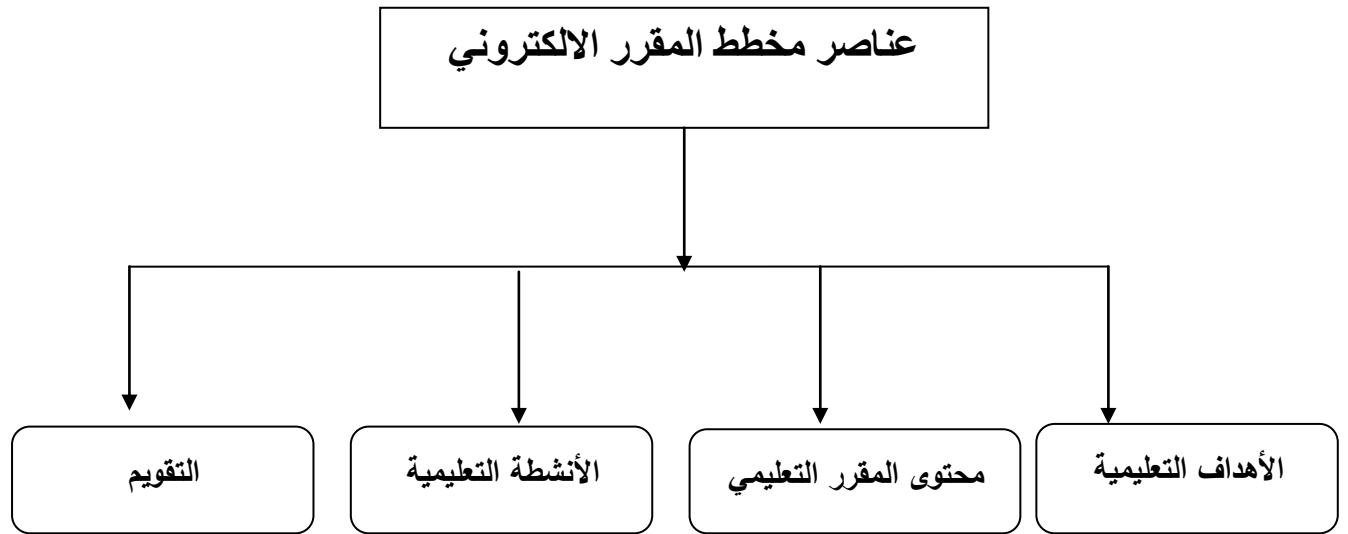 عناصر مخطط المقرر الالكتروني
الأهداف التعليمية
محتوى المقرر التعليمي
الأنشطة التعليمية
التقويم